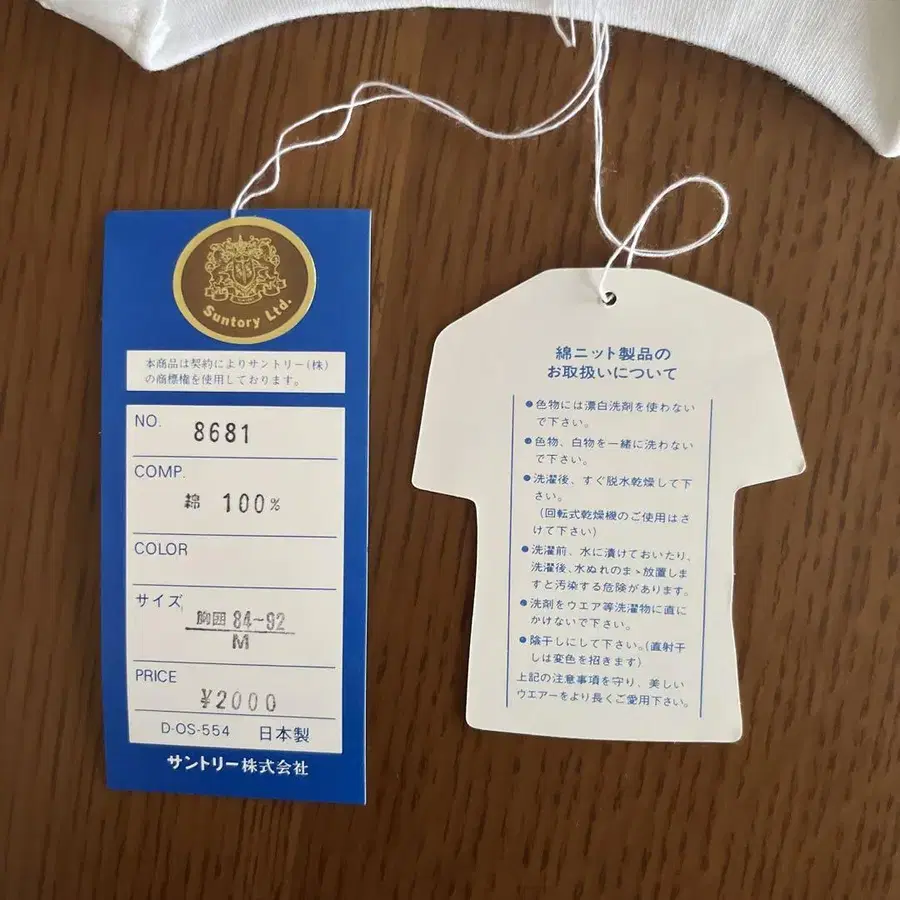 Suntory Ltd.
本商品は契約によりサントリー(株)
の商標権を使用しております。
NO. 8681
COMP.
綿 100%
COLOR
サイズ
胸囲 84-92
M
PRICE
¥2000
D-OS-554 日本製
サントリー株式会社
綿ニット製品の
お取扱いについて
●色物には漂白洗剤を使わない
で下さい。
●色物、白物を一緒に洗わない
で下さい。
●洗濯後、すぐ脱水乾燥して下
さい。
(回転式乾燥機のご使用はさ
けて下さい)
●洗濯前、水に漬けておいたり、
洗濯後、水ぬれのまゝ放置しま
すと汚染する危険があります。
●洗剤をウエア等洗濯物に直に
かけないで下さい。
●陰干しにして下さい。(直射干
しは変色を招きます)
上記の注意事項を守り、美しい
ウエアーをより長くご愛用下さい。